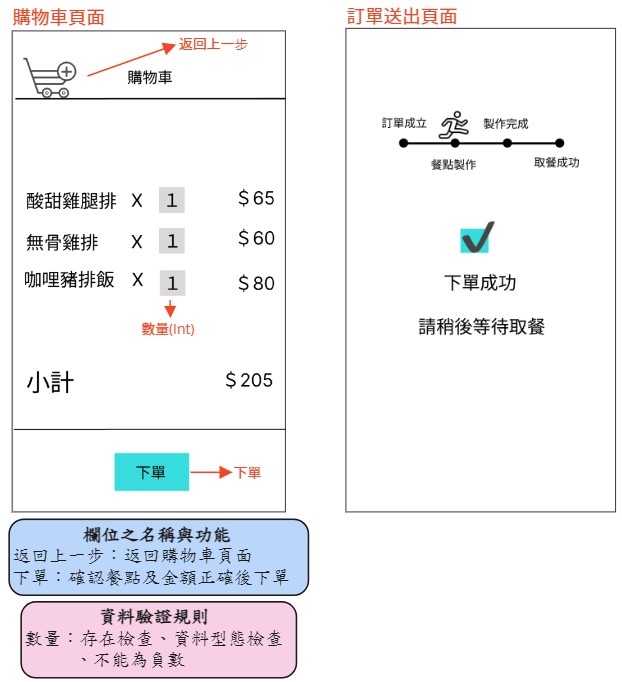 購物車頁面
返回上一步
購物車
酸甜雞腿排 X 1 $65
無骨雞排 X 1 $60
咖哩豬排飯 X 1 $80
數量(Int)
小計 $205
下單 下單
欄位之名稱與功能
返回上一步：返回購物車頁面
下單：確認餐點及金額正確後下單
資料驗證規則
數量：存在檢查、資料型態檢查
、不能為負數
訂單送出頁面
訂單成立 製作完成
餐點製作 取餐成功
下單成功
請稍後等待取餐